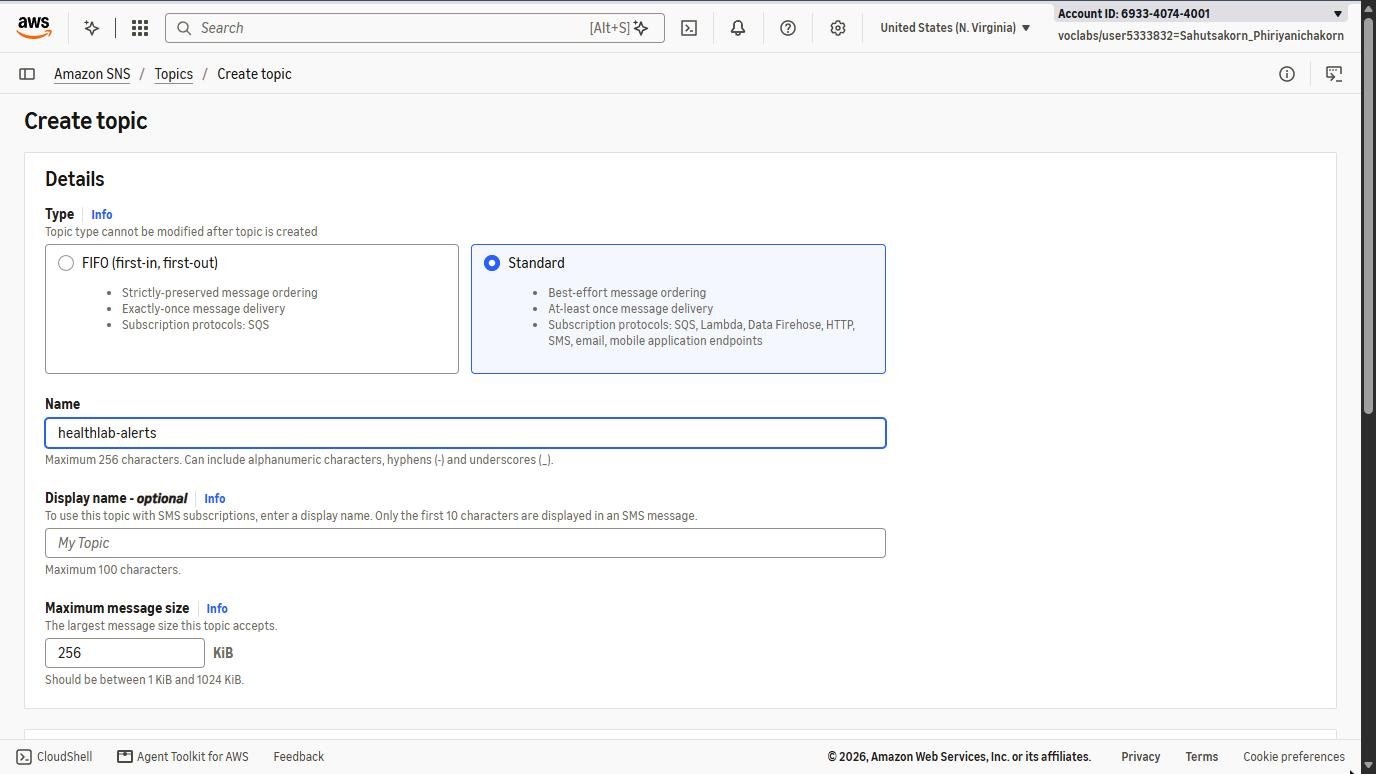 aws
Search
[Alt+S]
United States (N. Virginia)
Account ID: 6933-4074-4001
voclabs/user5333832=Sahutsakorn_Phiriyanichakorn
Amazon SNS / Topics / Create topic
Create topic
Details
Type Info
Topic type cannot be modified after topic is created
FIFO (first-in, first-out)
• Strictly-preserved message ordering
• Exactly-once message delivery
• Subscription protocols: SQS
Standard
• Best-effort message ordering
• At-least once message delivery
• Subscription protocols: SQS, Lambda, Data Firehose, HTTP,
SMS, email, mobile application endpoints
Name
healthlab-alerts
Maximum 256 characters. Can include alphanumeric characters, hyphens (-) and underscores (_).
Display name - optional Info
To use this topic with SMS subscriptions, enter a display name. Only the first 10 characters are displayed in an SMS message.
My Topic
Maximum 100 characters.
Maximum message size Info
The largest message size this topic accepts.
256 KiB
Should be between 1 KiB and 1024 KiB.
CloudShell Agent Toolkit for AWS Feedback © 2026, Amazon Web Services, Inc. or its affiliates. Privacy Terms Cookie preferences